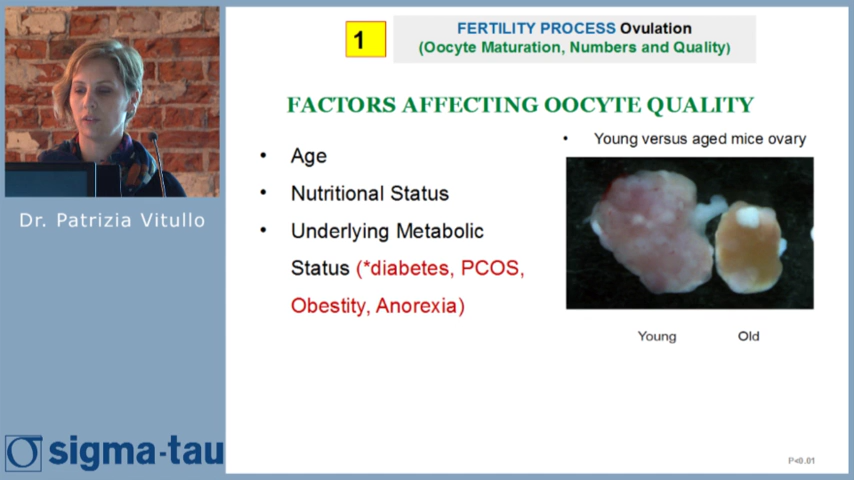 1
FERTILITY PROCESS Ovulation
(Oocyte Maturation, Numbers and Quality)
FACTORS AFFECTING OOCYTE QUALITY
• Age
• Nutritional Status
• Underlying Metabolic
Status (*diabetes, PCOS,
Obestity, Anorexia)
• Young versus aged mice ovary
Young Old
P<0.01
Dr. Patrizia Vitullo
sigma-tau